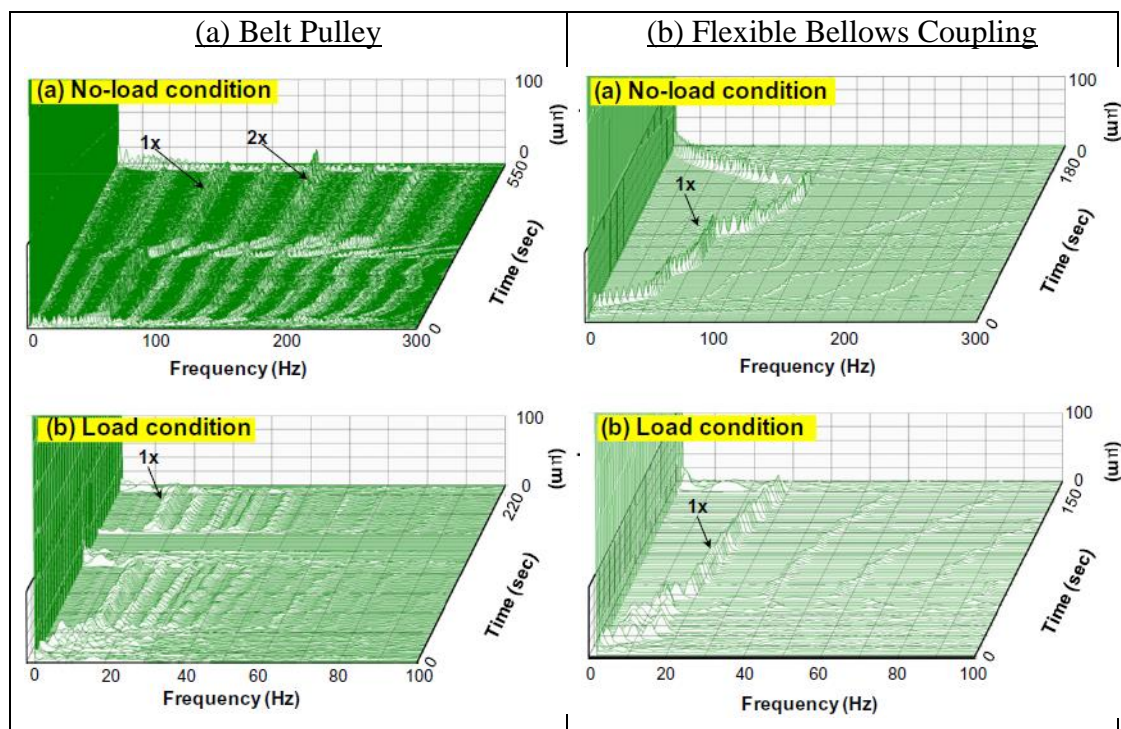 (a) Belt Pulley
(a) No-load condition
1x
2x
100
0
(μm)
550
Time (sec)
0
0 100 200 300
Frequency (Hz)
(b) Load condition
1x
100
0
(μm)
220
Time (sec)
0
0 20 40 60 80 100
Frequency (Hz)
(b) Flexible Bellows Coupling
(a) No-load condition
1x
100
0
(μm)
180
Time (sec)
0
0 100 200 300
Frequency (Hz)
(b) Load condition
1x
100
0
(μm)
150
Time (sec)
0
0 20 40 60 80 100
Frequency (Hz)